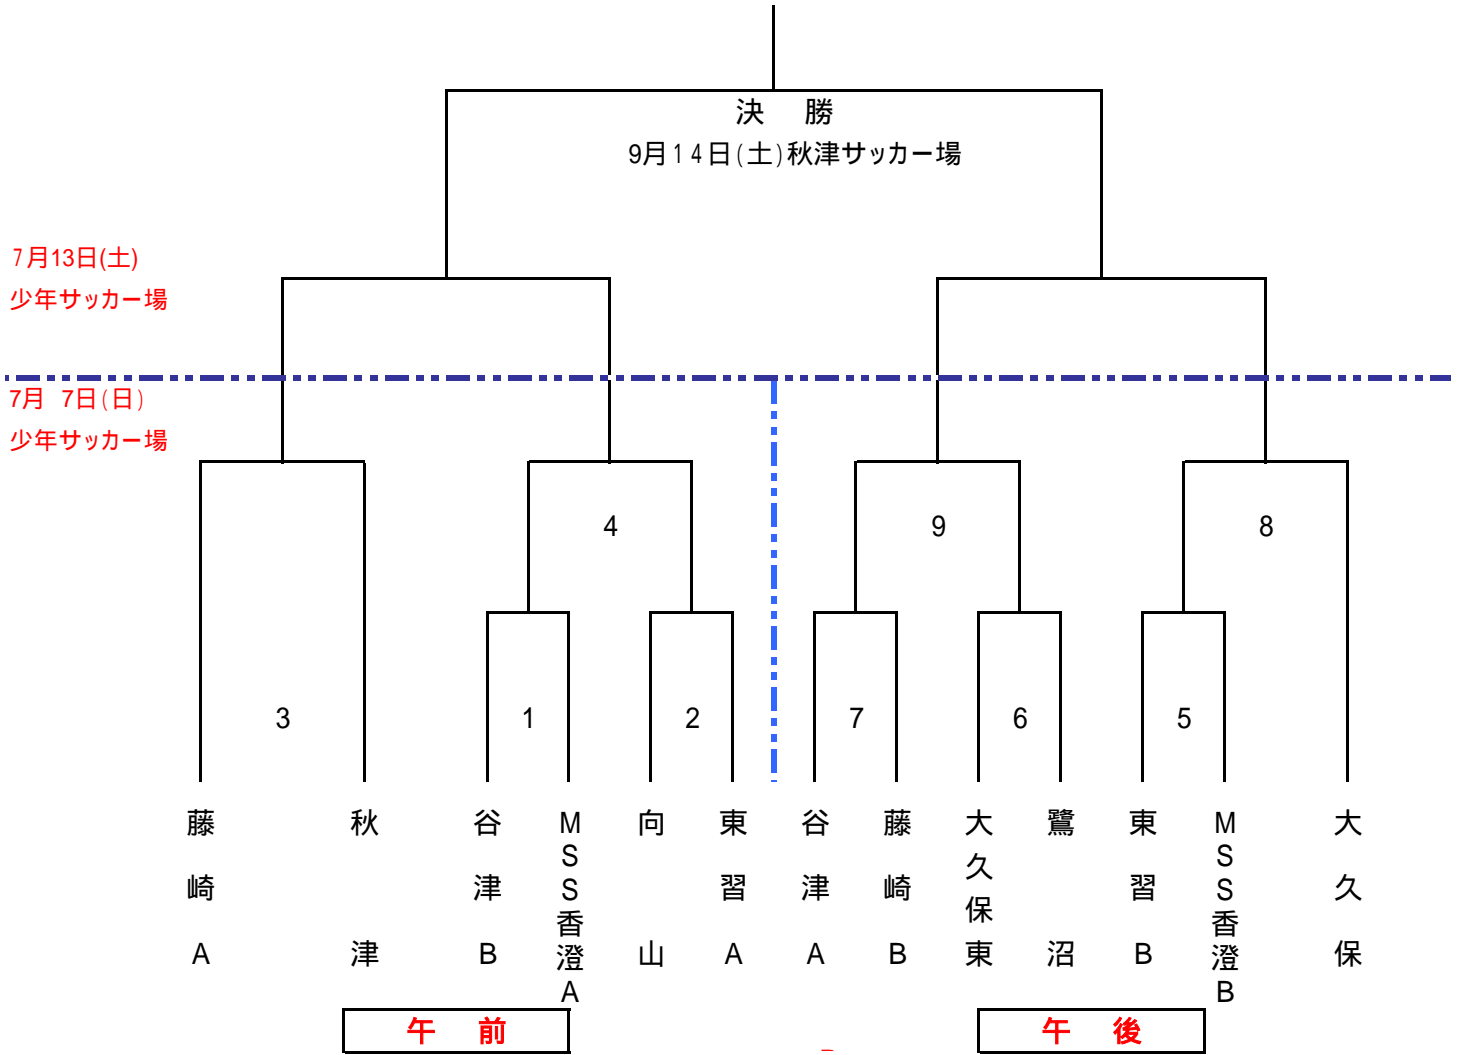 決 勝
9月14日(土)秋津サッカー場
7月13日(土)
少年サッカー場
7月 7日(日)
少年サッカー場
4
9
8
3
1
2
7
6
5
藤崎A
秋津
谷津B
MSS香澄A
向山
東習A
谷津A
藤崎B
大久保東
鷺沼
東習B
MSS香澄B
大久保
午 前
午 後